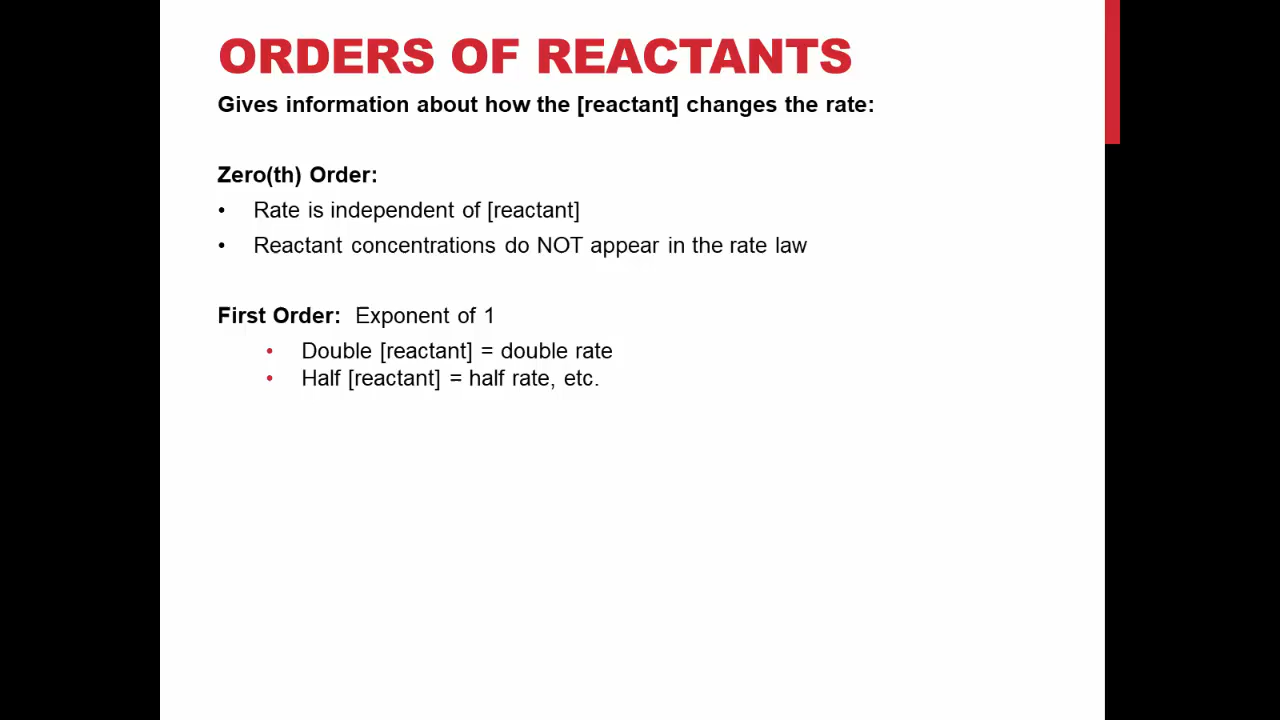 ORDERS OF REACTANTS
Gives information about how the [reactant] changes the rate:
Zero(th) Order:
• Rate is independent of [reactant]
• Reactant concentrations do NOT appear in the rate law
First Order: Exponent of 1
• Double [reactant] = double rate
• Half [reactant] = half rate, etc.